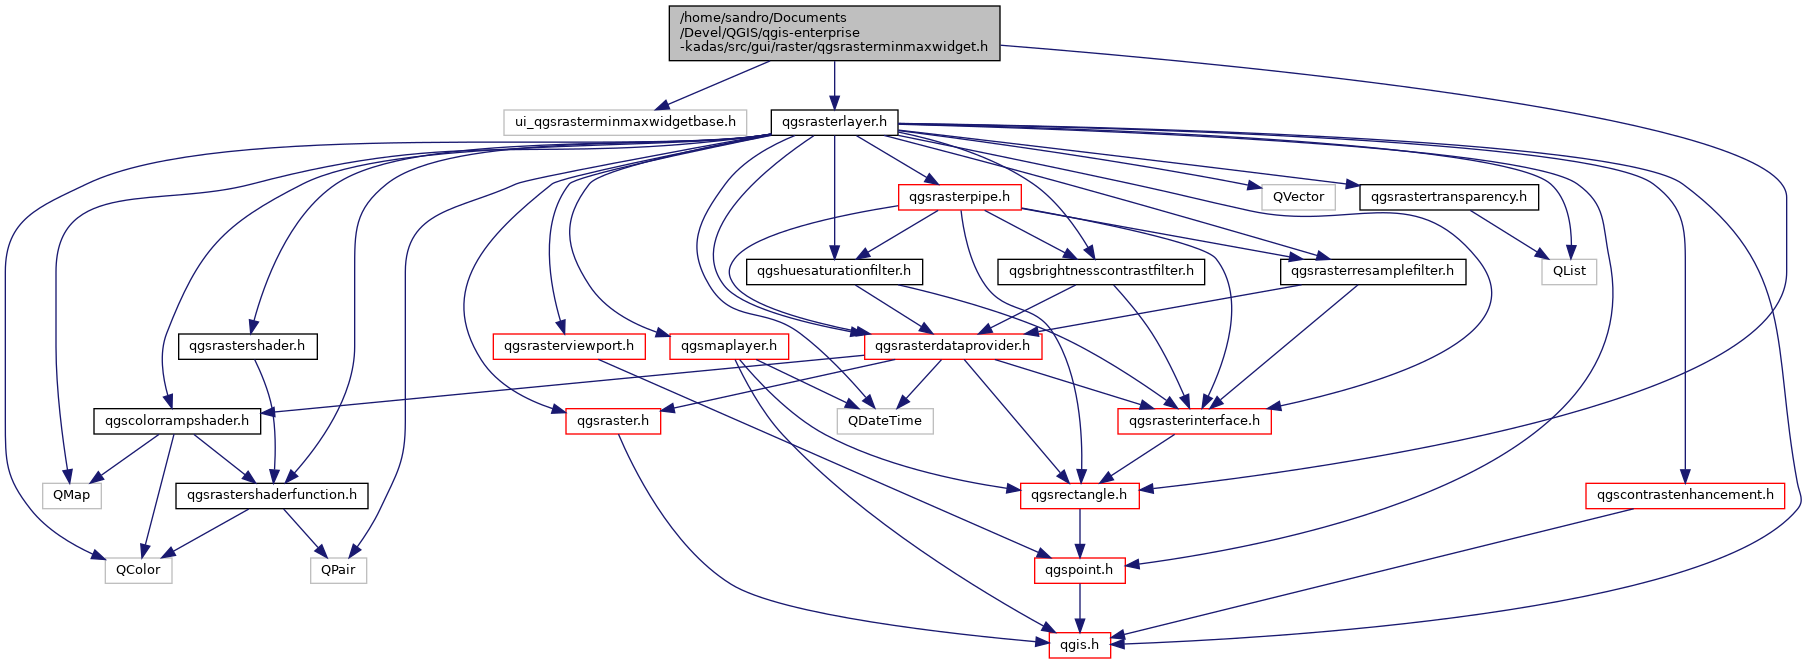 /home/sandro/Documents
/Devel/QGIS/qgis-enterprise
-kadas/src/gui/raster/qgsrasterminmaxwidget.h
ui_qgsrasterminmaxwidgetbase.h
qgsrasterlayer.h
qgsrasterpipe.h
QVector
qgsrastertransparency.h
qgshuesaturationfilter.h
qgsbrightnesscontrastfilter.h
qgsrasterresamplefilter.h
QList
qgsrastershader.h
qgsrasterviewport.h
qgsmaplayer.h
qgsrasterdataprovider.h
qgscolorrampshader.h
qgsraster.h
QDateTime
qgsrasterinterface.h
QMap
qgsrastershaderfunction.h
qgsrectangle.h
qgscontrastenhancement.h
QColor
QPair
qgspoint.h
qgis.h